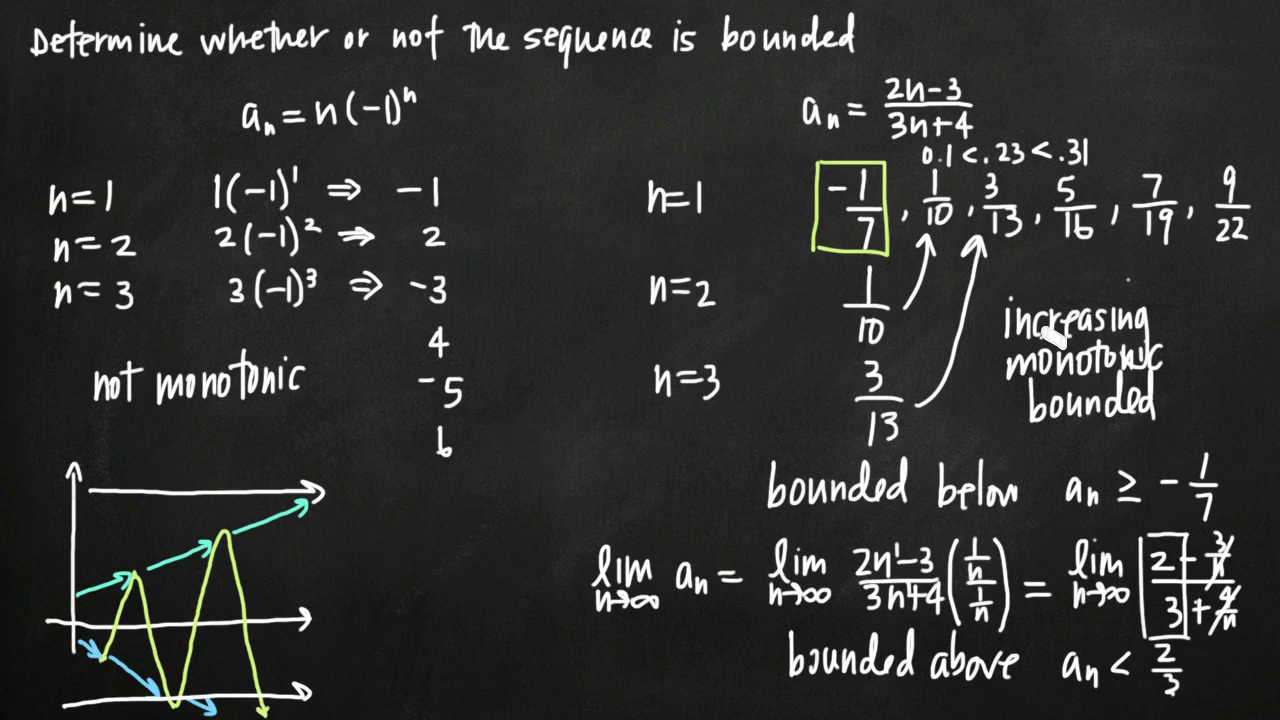 Determine whether or not the sequence is bounded
aₙ = n(-1)ⁿ
n=1 1(-1)¹ ⇒ -1
n=2 2(-1)² ⇒ 2
n=3 3(-1)³ ⇒ -3
4
-5
6
not monotonic
aₙ = (2n-3)/(3n+4)
0.1 < .23 < .31
n=1 -1/7, 1/10, 3/13, 5/16, 7/19, 9/22
n=2 1/10
n=3 3/13
increasing
monotonic
bounded
bounded below aₙ ≥ -1/7
lim n→∞ aₙ = lim n→∞ (2n-3)/(3n+4) ((1/n)/(1/n)) = lim n→∞ (2 - 3/n)/(3 + 4/n)
bounded above aₙ < 2/3